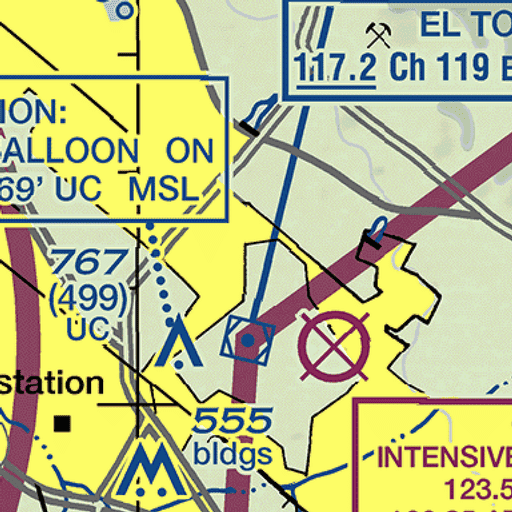 EL TO
117.2 Ch 119
ION:
ALLOON ON
69' UC MSL
767
(499)
UC
station
555
bldgs
INTENSIVE
123.5